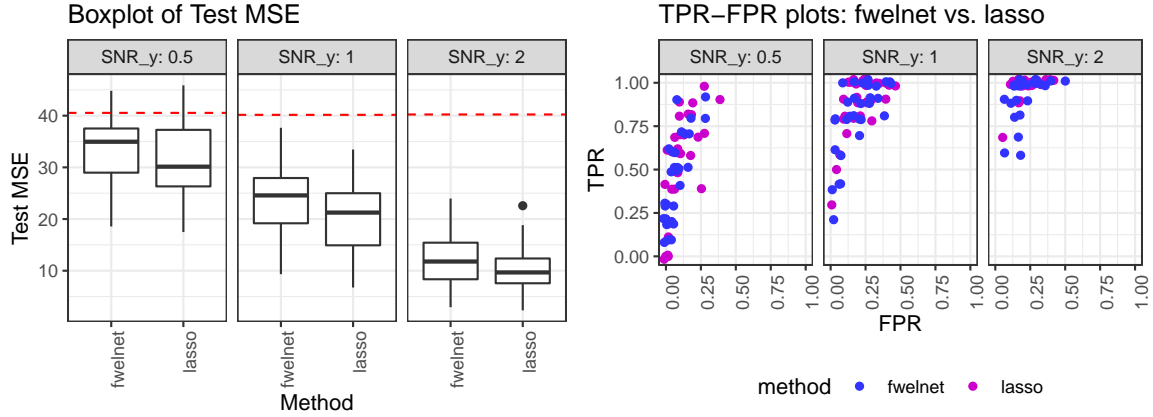 Boxplot of Test MSE
SNR_y: 0.5
SNR_y: 1
SNR_y: 2
Test MSE
40
30
20
10
fwelnet
lasso
fwelnet
lasso
fwelnet
lasso
Method
TPR−FPR plots: fwelnet vs. lasso
SNR_y: 0.5
SNR_y: 1
SNR_y: 2
TPR
1.00
0.75
0.50
0.25
0.00
0.00
0.25
0.50
0.75
1.00
0.00
0.25
0.50
0.75
1.00
0.00
0.25
0.50
0.75
1.00
FPR
method
fwelnet
lasso